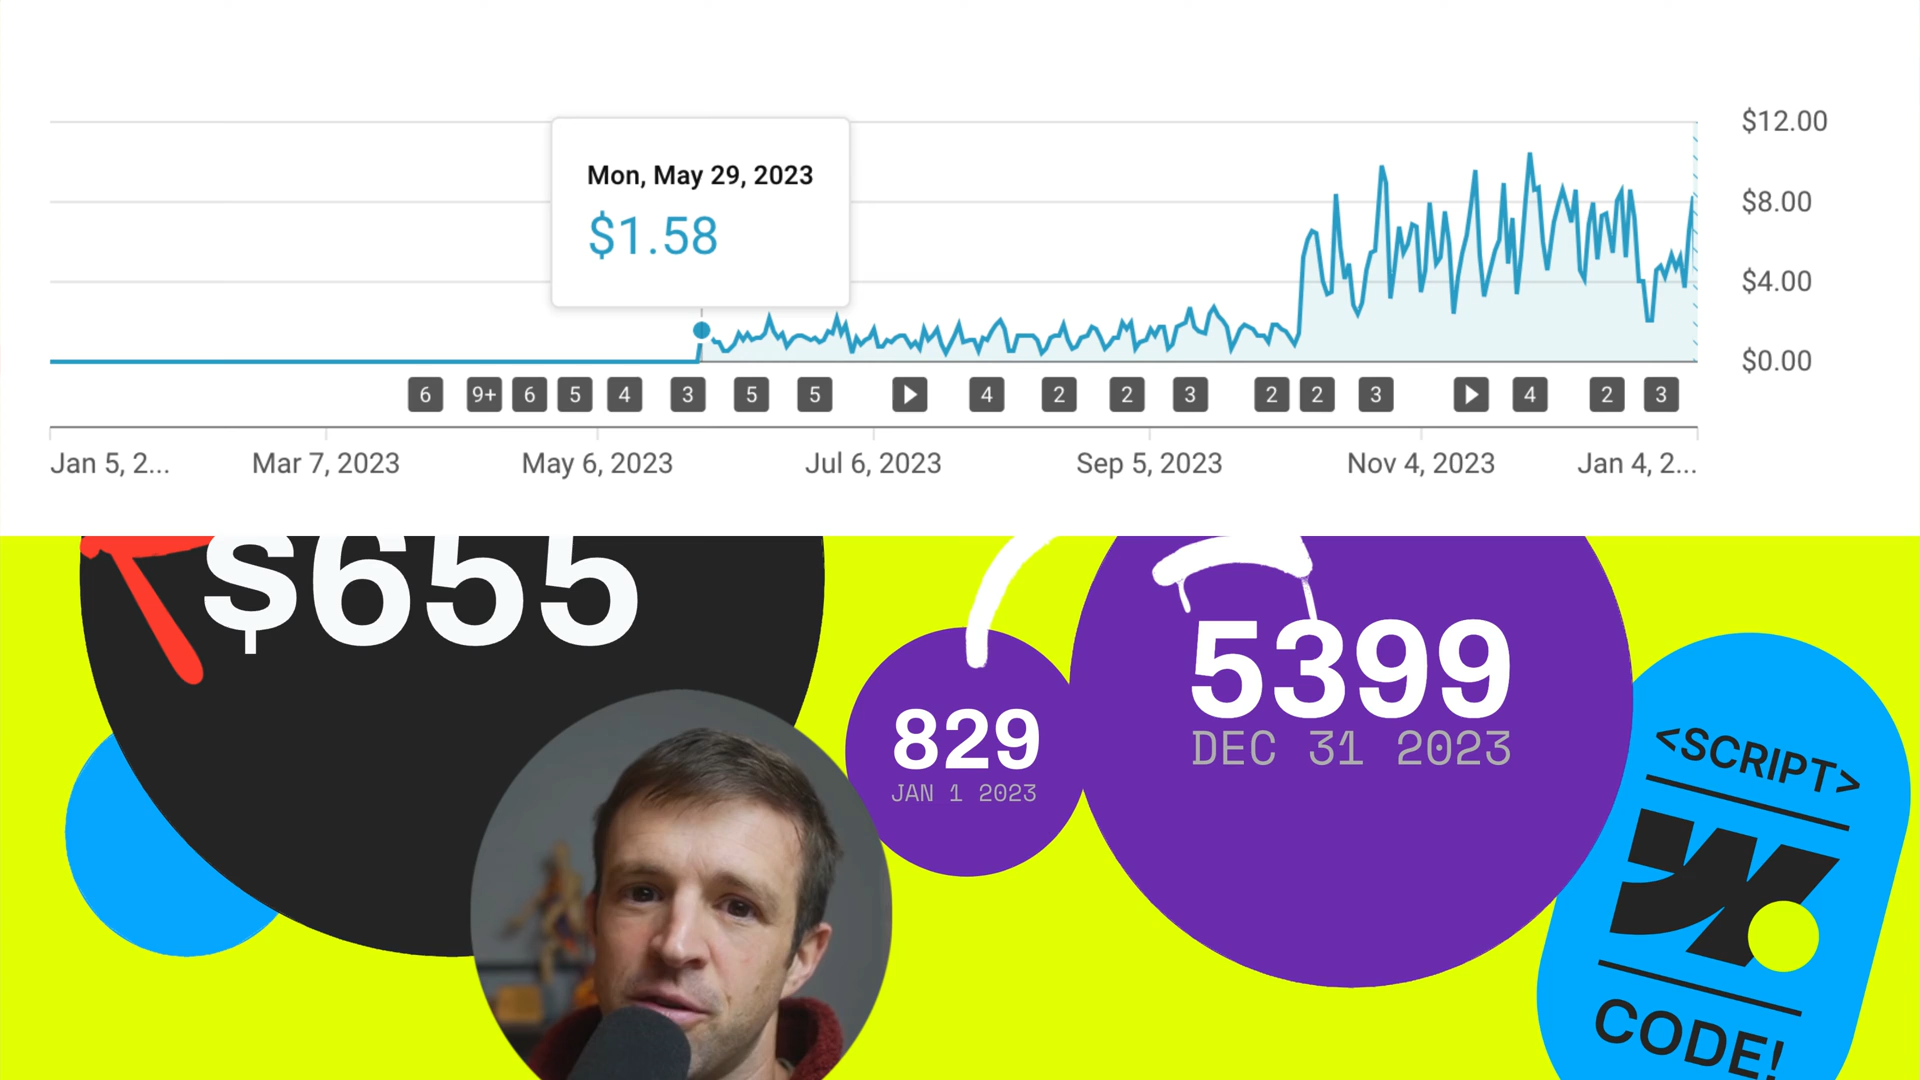 $12.00
Mon, May 29, 2023
$8.00
$1.58
$4.00
$0.00
6 9+ 6 5 4 3 5 5 4 2 2 3 2 2 3 4 2 3
Jan 5, 2... Mar 7, 2023 May 6, 2023 Jul 6, 2023 Sep 5, 2023 Nov 4, 2023 Jan 4, 2...
$655
5399
DEC 31 2023
829
JAN 1 2023
<SCRIPT>
CODE!